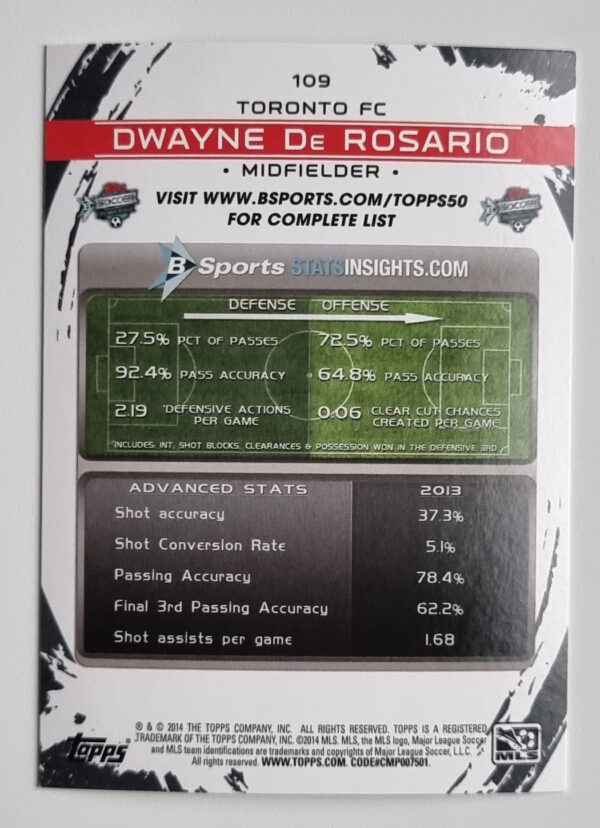 109
TORONTO FC
DWAYNE De ROSARIO
• MIDFIELDER •
VISIT WWW.BSPORTS.COM/TOPPS50
FOR COMPLETE LIST
SOCCER SOCCER
B Sports STATSINSIGHTS.COM
DEFENSE OFFENSE
27.5% PCT OF PASSES 72.5% PCT OF PASSES
92.4% PASS ACCURACY 64.8% PASS ACCURACY
2.19 *DEFENSIVE ACTIONS PER GAME 0.06 CLEAR CUT CHANCES CREATED PER GAME
*INCLUDES: INT, SHOT BLOCKS, CLEARANCES & POSSESSION WON IN THE DEFENSIVE 3RD
ADVANCED STATS 2013
Shot accuracy 37.3%
Shot Conversion Rate 5.1%
Passing Accuracy 78.4%
Final 3rd Passing Accuracy 62.2%
Shot assists per game 1.68
® & © 2014 THE TOPPS COMPANY, INC. ALL RIGHTS RESERVED. TOPPS IS A REGISTERED
TRADEMARK OF THE TOPPS COMPANY, INC. ©2014 MLS. MLS, the MLS logo, Major League Soccer
and MLS team identifications are trademarks and copyrights of Major League Soccer, L.L.C.
All rights reserved. WWW.TOPPS.COM. CODE#CMP007501.
Topps
MLS